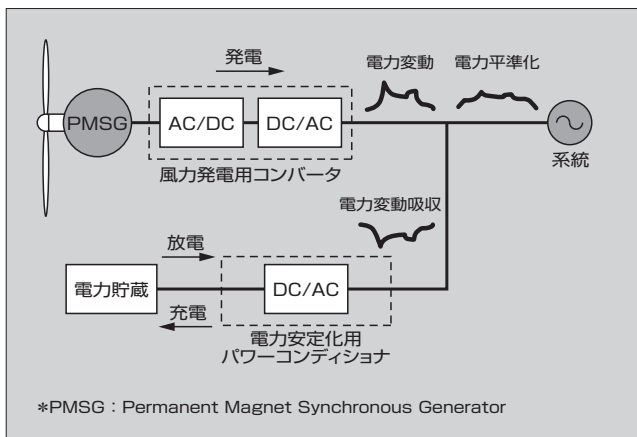 発電
電力変動
電力平準化
PMSG
AC/DC
DC/AC
系統
風力発電用コンバータ
電力変動吸収
放電
電力貯蔵
DC/AC
充電
電力安定化用
パワーコンディショナ
*PMSG：Permanent Magnet Synchronous Generator